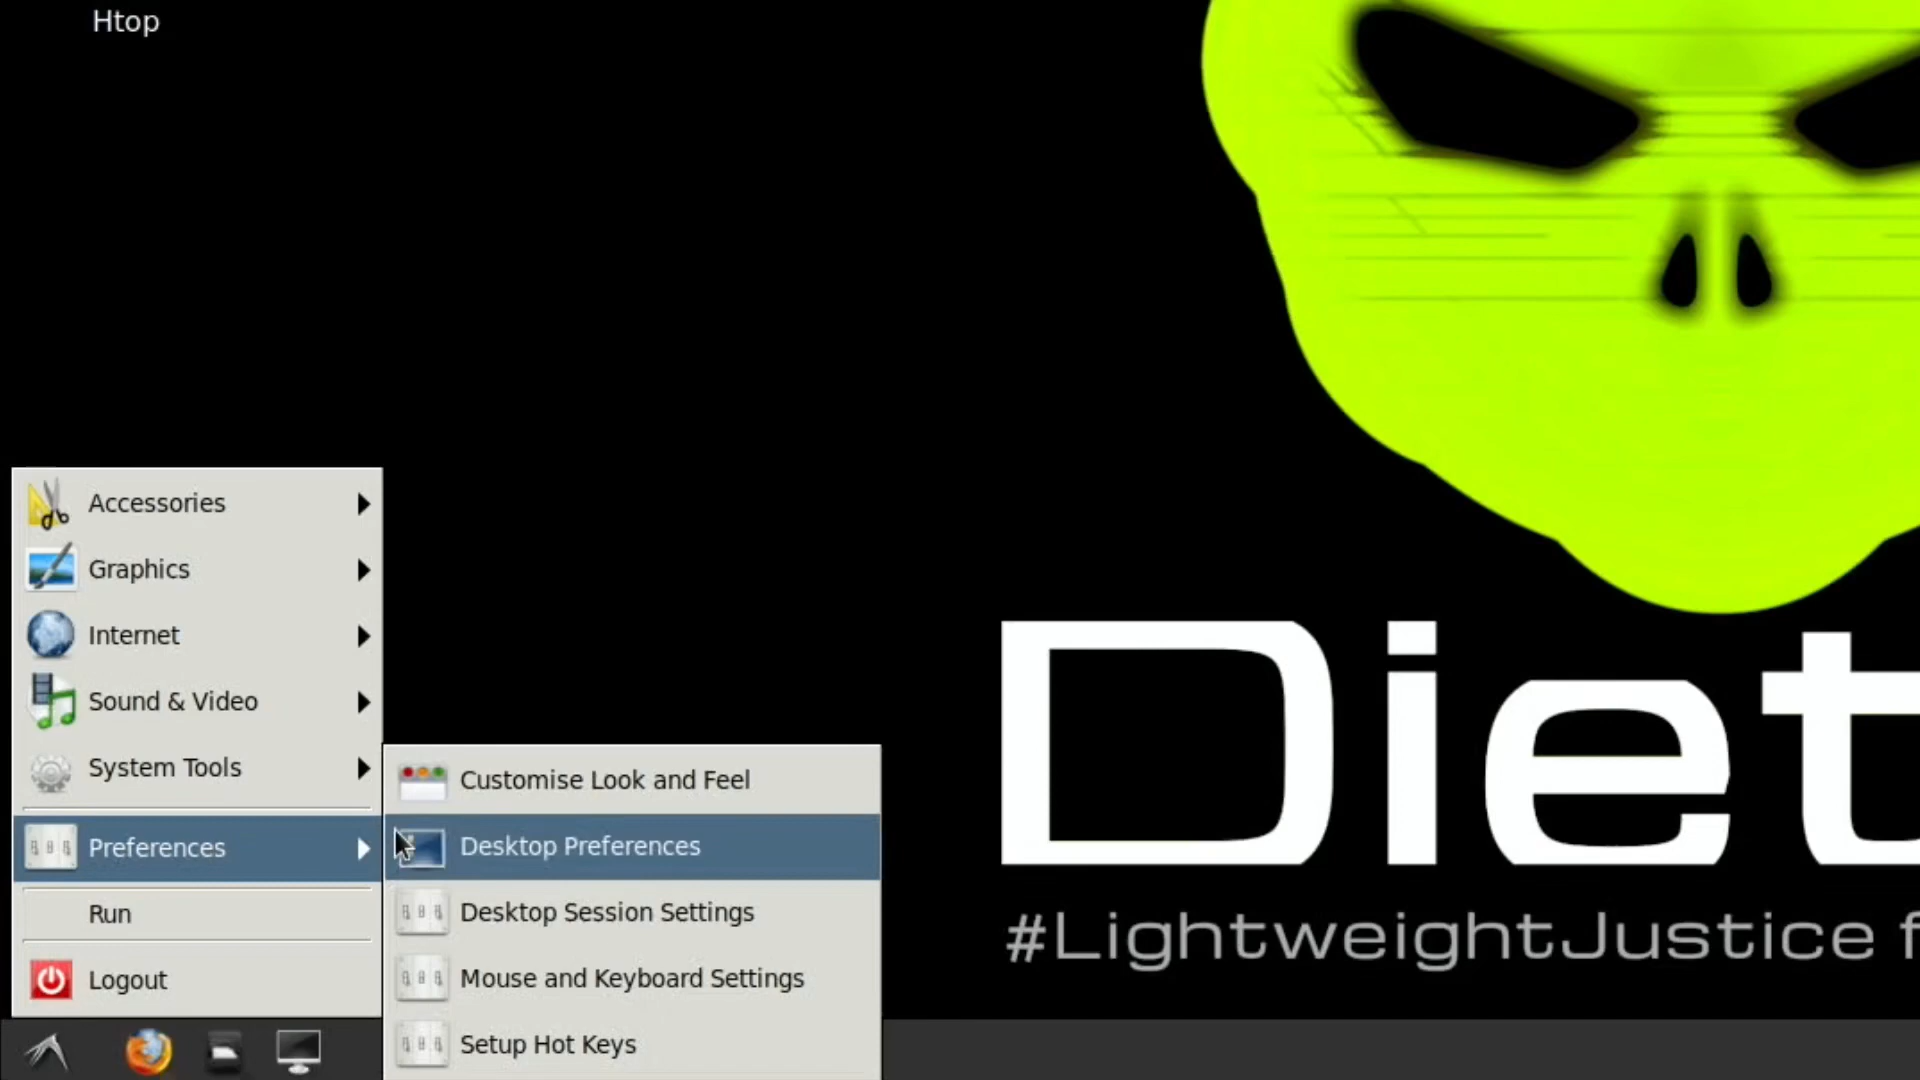 Htop
Accessories
Graphics
Internet
Sound & Video
System Tools
Preferences
Run
Logout
Customise Look and Feel
Desktop Preferences
Desktop Session Settings
Mouse and Keyboard Settings
Setup Hot Keys
Diet
#LightweightJustice f